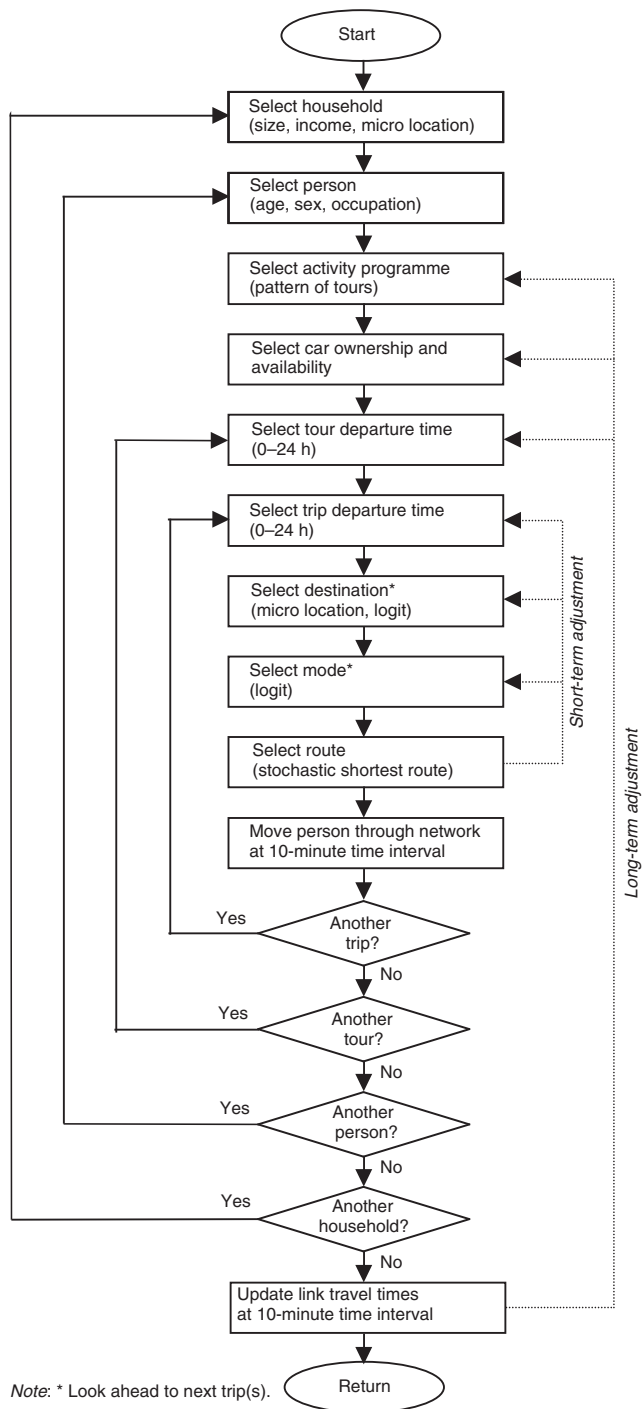 Start
Select household
(size, income, micro location)
Select person
(age, sex, occupation)
Select activity programme
(pattern of tours)
Select car ownership and
availability
Select tour departure time
(0–24 h)
Select trip departure time
(0–24 h)
Select destination*
(micro location, logit)
Select mode*
(logit)
Select route
(stochastic shortest route)
Short-term adjustment
Long-term adjustment
Move person through network
at 10-minute time interval
Yes
Another
trip?
No
Yes
Another
tour?
No
Yes
Another
person?
No
Yes
Another
household?
No
Update link travel times
at 10-minute time interval
Return
Note: * Look ahead to next trip(s).